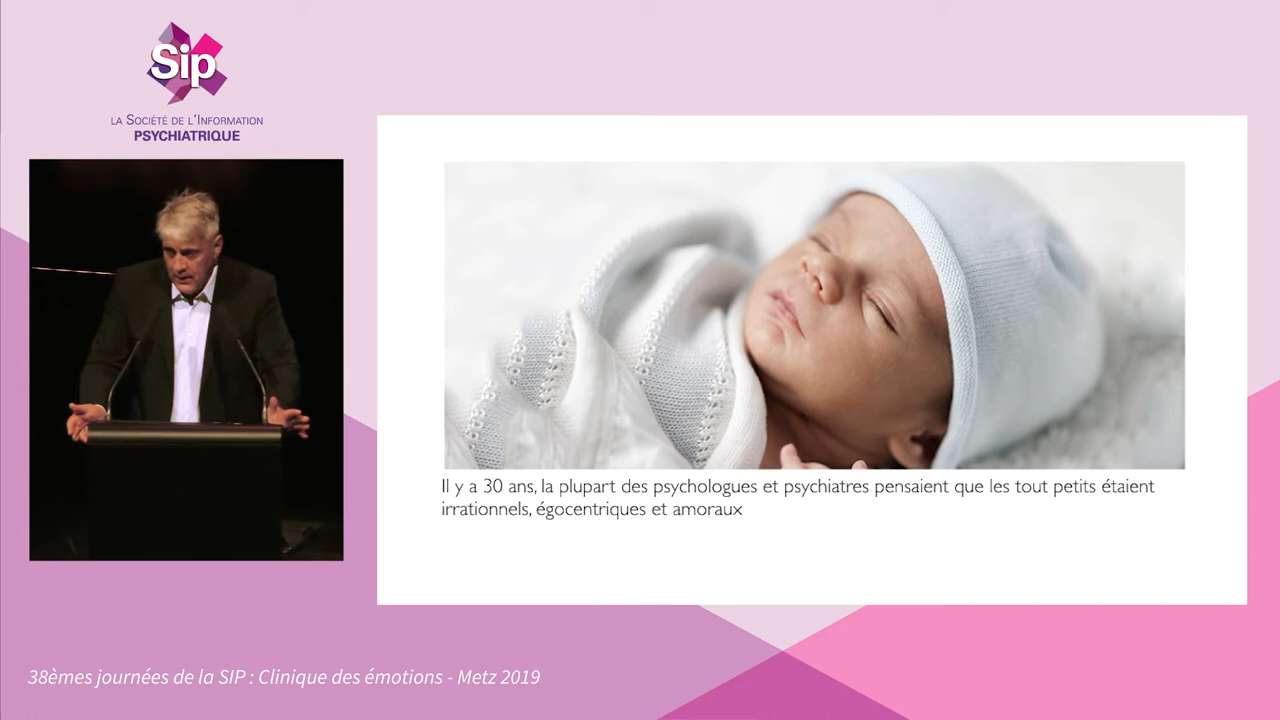 Sip
LA SOCIÉTÉ DE L'INFORMATION
PSYCHIATRIQUE
Il y a 30 ans, la plupart des psychologues et psychiatres pensaient que les tout petits étaient
irrationnels, égocentriques et amoraux
38èmes journées de la SIP : Clinique des émotions - Metz 2019